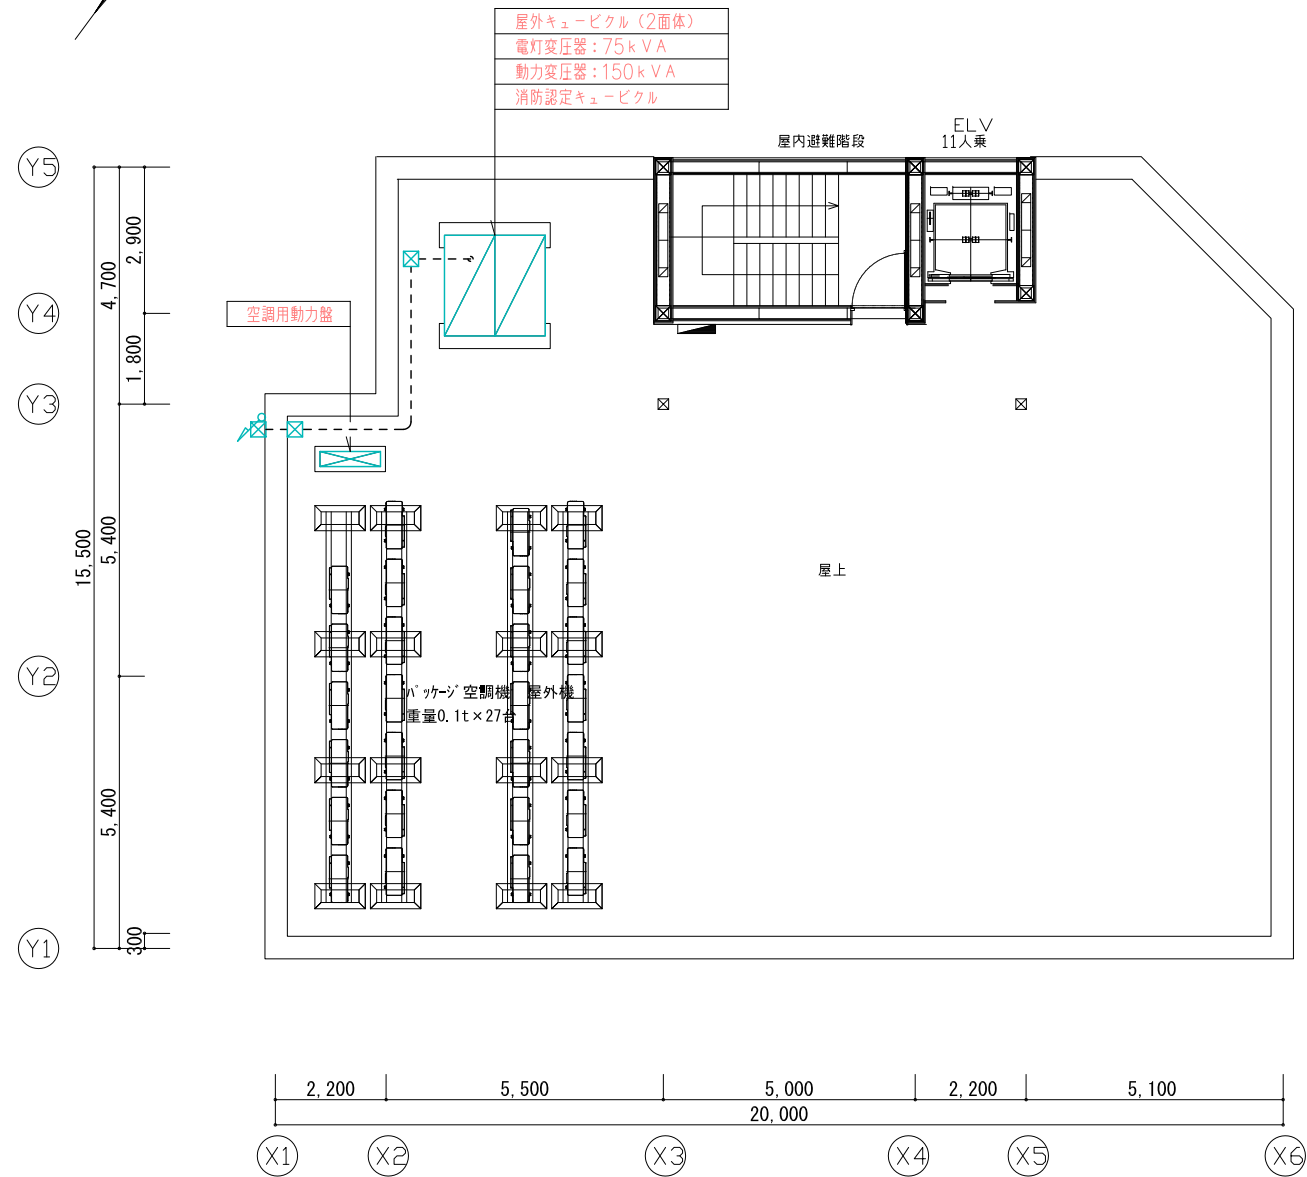 屋外キュービクル（2面体）
電灯変圧器：75kVA
動力変圧器：150kVA
消防認定キュービクル
ELV
11人乗
屋内避難階段
Y5
2,900
4,700
Y4
空調用動力盤
1,800
Y3
15,500
5,400
屋上
Y2
パッケージ空調機 屋外機
重量0.1t×27台
5,400
Y1
300
2,200
5,500
5,000
2,200
5,100
20,000
X1
X2
X3
X4
X5
X6